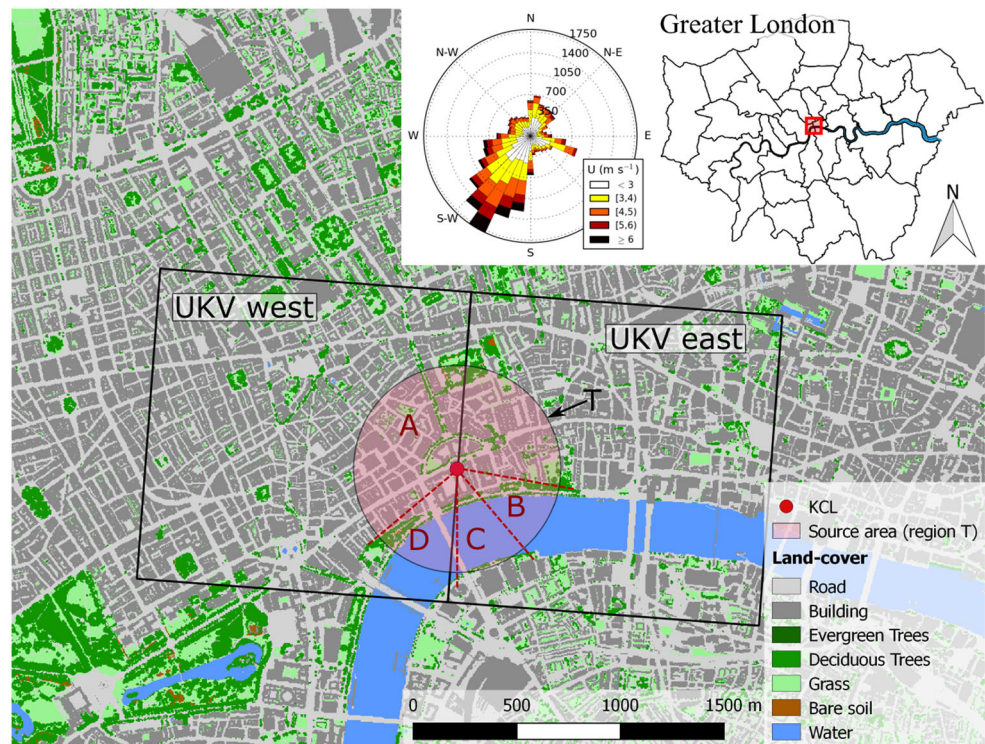 N
N-W
N-E
W
E
S-W
S
1750
1400
1050
700
350
U (m s⁻¹)
< 3
[3,4)
[4,5)
[5,6)
≥ 6
Greater London
N
UKV west
UKV east
A
T
B
D
C
KCL
Source area (region T)
Land-cover
Road
Building
Evergreen Trees
Deciduous Trees
Grass
Bare soil
Water
0 500 1000 1500 m